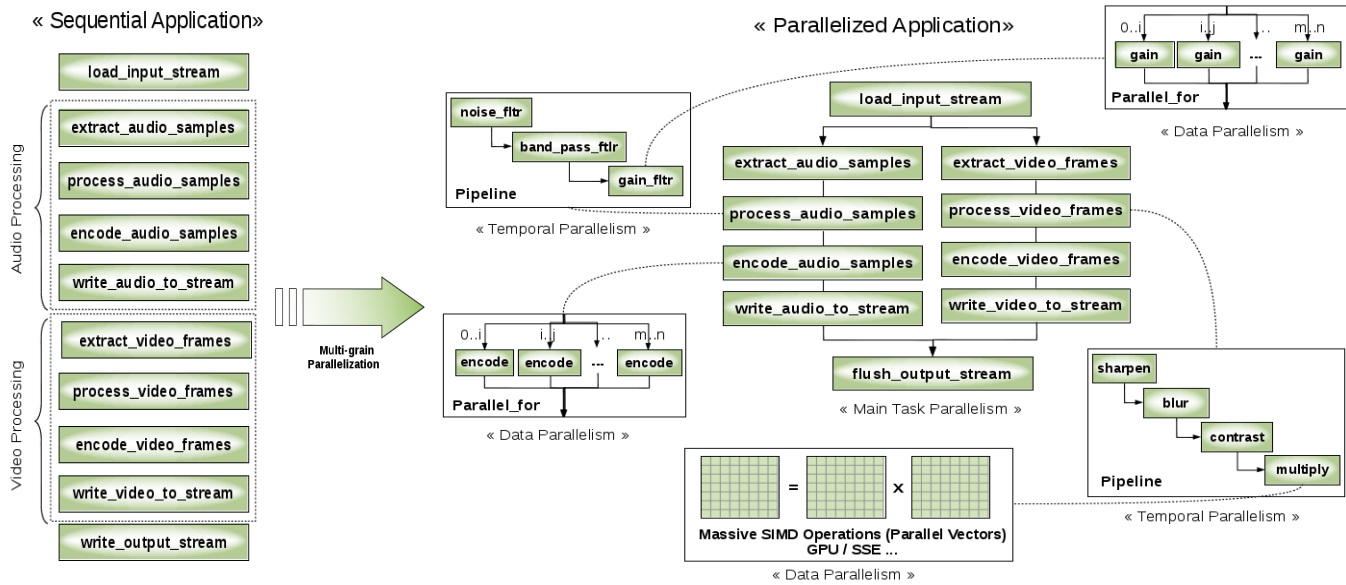 « Sequential Application»
load_input_stream
Audio Processing
extract_audio_samples
process_audio_samples
encode_audio_samples
write_audio_to_stream
Video Processing
extract_video_frames
process_video_frames
encode_video_frames
write_video_to_stream
write_output_stream
Multi-grain
Parallelization
« Parallelized Application»
noise_fltr
band_pass_ftlr
gain_fltr
Pipeline
« Temporal Parallelism »
0..i
i..j
..
m..n
encode
encode
---
encode
Parallel_for
« Data Parallelism »
load_input_stream
extract_audio_samples
extract_video_frames
process_audio_samples
process_video_frames
encode_audio_samples
encode_video_frames
write_audio_to_stream
write_video_to_stream
flush_output_stream
« Main Task Parallelism »
0..i
i..j
..
m..n
gain
gain
---
gain
Parallel_for
« Data Parallelism »
sharpen
blur
contrast
multiply
Pipeline
« Temporal Parallelism »
= x
Massive SIMD Operations (Parallel Vectors)
GPU / SSE ...
« Data Parallelism »